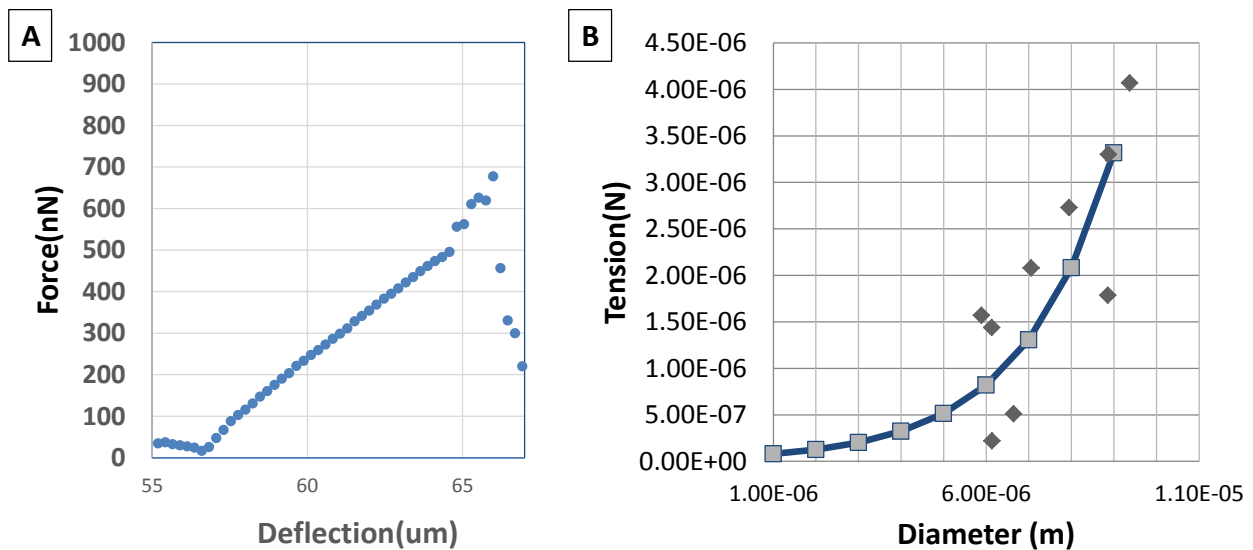 A
1000
900
800
700
600
500
400
300
200
100
0
Force(nN)
55
60
65
Deflection(um)
B
4.50E-06
4.00E-06
3.50E-06
3.00E-06
2.50E-06
2.00E-06
1.50E-06
1.00E-06
5.00E-07
0.00E+00
Tension(N)
1.00E-06
6.00E-06
1.10E-05
Diameter (m)